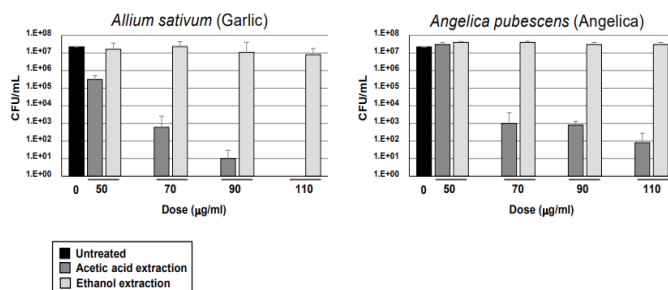 Allium sativum (Garlic)
1.E+08
1.E+07
1.E+06
1.E+05
1.E+04
1.E+03
1.E+02
1.E+01
1.E+00
CFU/mL
0 50 70 90 110
Dose (µg/ml)
Angelica pubescens (Angelica)
1.E+08
1.E+07
1.E+06
1.E+05
1.E+04
1.E+03
1.E+02
1.E+01
1.E+00
CFU/mL
0 50 70 90 110
Dose (µg/ml)
Untreated
Acetic acid extraction
Ethanol extraction